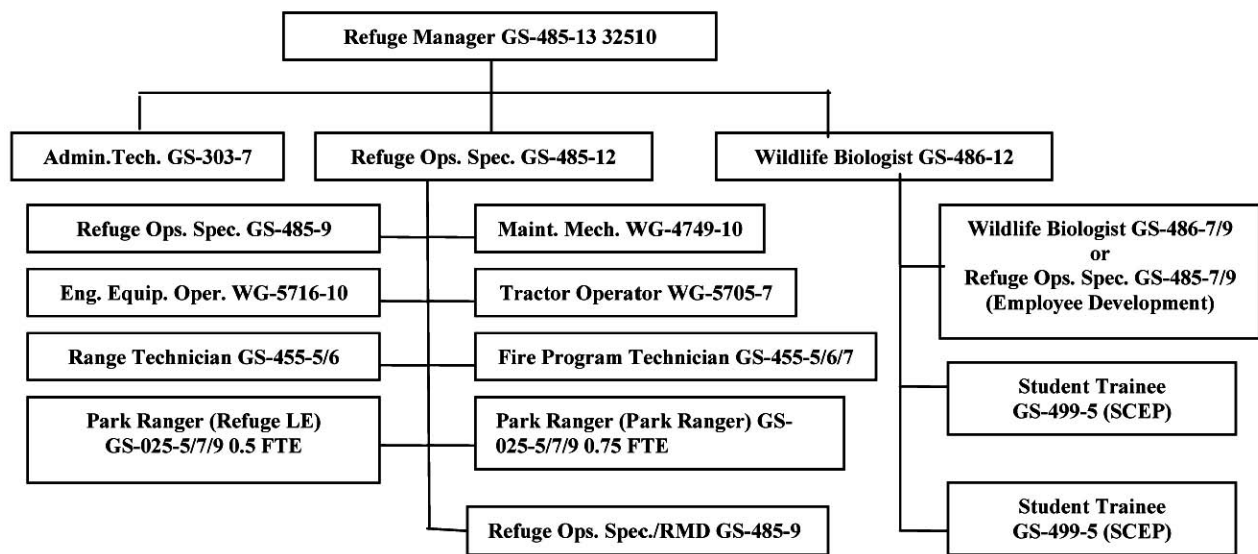 Refuge Manager GS-485-13 32510
Admin.Tech. GS-303-7
Refuge Ops. Spec. GS-485-12
Wildlife Biologist GS-486-12
Refuge Ops. Spec. GS-485-9
Maint. Mech. WG-4749-10
Wildlife Biologist GS-486-7/9
or
Refuge Ops. Spec. GS-485-7/9
(Employee Development)
Eng. Equip. Oper. WG-5716-10
Tractor Operator WG-5705-7
Range Technician GS-455-5/6
Fire Program Technician GS-455-5/6/7
Student Trainee
GS-499-5 (SCEP)
Park Ranger (Refuge LE)
GS-025-5/7/9 0.5 FTE
Park Ranger (Park Ranger) GS-
025-5/7/9 0.75 FTE
Refuge Ops. Spec./RMD GS-485-9
Student Trainee
GS-499-5 (SCEP)